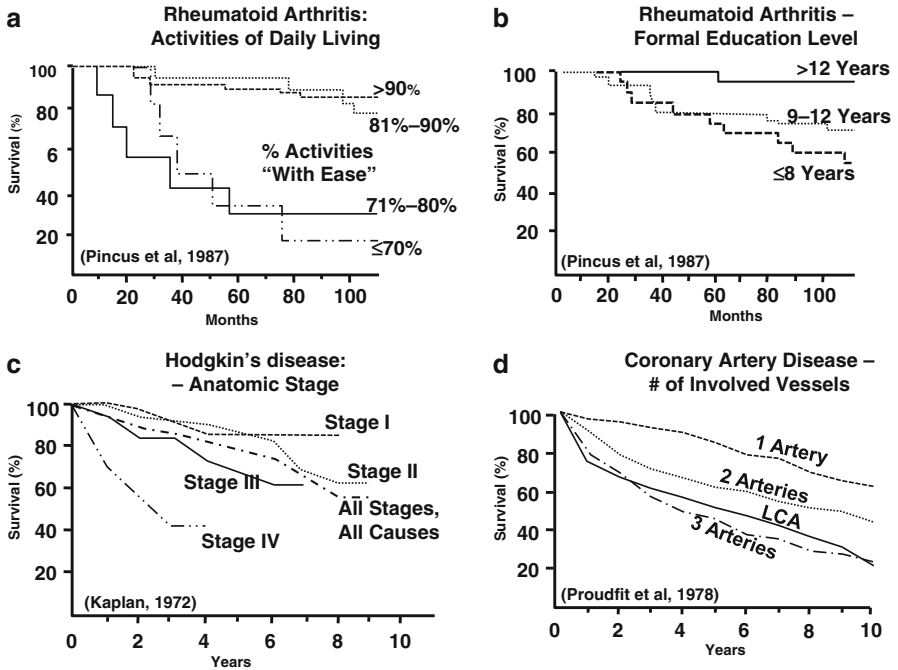 a
Rheumatoid Arthritis:
Activities of Daily Living
100
80
6
40
20
Survival (%)
>90%
81%–90%
% Activities
“With Ease”
71%–80%
≤70%
(Pincus et al, 1987)
0 20 40 60 80 100
Months
b
Rheumatoid Arthritis –
Formal Education Level
100
80
60
40
20
Survival (%)
>12 Years
9–12 Years
≤8 Years
(Pincus et al, 1987)
0 20 40 60 80 100
Months
c
Hodgkin’s disease:
– Anatomic Stage
100
80
60
40
20
Survival (%)
Stage I
Stage II
Stage III
All Stages,
All Causes
Stage IV
(Kaplan, 1972)
0 2 4 6 8 10
Years
d
Coronary Artery Disease –
# of Involved Vessels
100
80
60
40
20
Survival (%)
1 Artery
2 Arteries
LCA
3 Arteries
(Proudfit et al, 1978)
0 2 4 6 8 10
Years